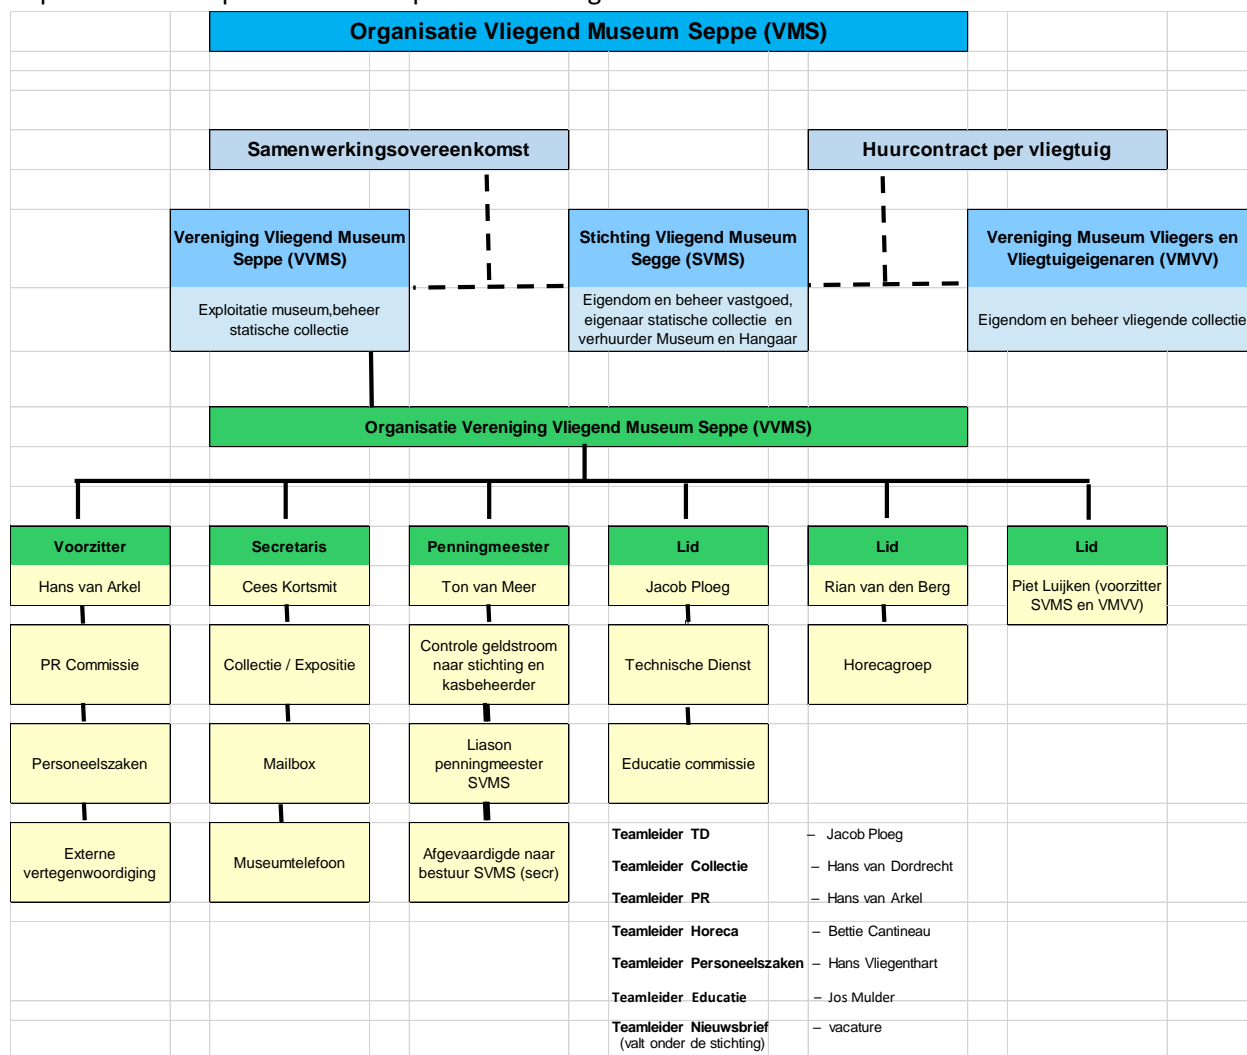 Organisatie Vliegend Museum Seppe (VMS)
Samenwerkingsovereenkomst
Huurcontract per vliegtuig
Vereniging Vliegend Museum
Seppe (VVMS)
Exploitatie museum,beheer
statische collectie
Stichting Vliegend Museum
Segge (SVMS)
Eigendom en beheer vastgoed,
eigenaar statische collectie en
verhuurder Museum en Hangaar
Vereniging Museum Vliegers en
Vliegtuigeigenaren (VMVV)
Eigendom en beheer vliegende collectie
Organisatie Vereniging Vliegend Museum Seppe (VVMS)
Voorzitter
Hans van Arkel
PR Commissie
Personeelszaken
Externe
vertegenwoordiging
Secretaris
Cees Kortsmit
Collectie / Expositie
Mailbox
Museumtelefoon
Penningmeester
Ton van Meer
Controle geldstroom
naar stichting en
kasbeheerder
Liason
penningmeester
SVMS
Afgevaardigde naar
bestuur SVMS (secr)
Lid
Jacob Ploeg
Technische Dienst
Educatie commissie
Lid
Rian van den Berg
Horecagroep
Lid
Piet Luijken (voorzitter
SVMS en VMVV)
Teamleider TD – Jacob Ploeg
Teamleider Collectie – Hans van Dordrecht
Teamleider PR – Hans van Arkel
Teamleider Horeca – Bettie Cantineau
Teamleider Personeelszaken – Hans Vliegenthart
Teamleider Educatie – Jos Mulder
Teamleider Nieuwsbrief – vacature
(valt onder de stichting)